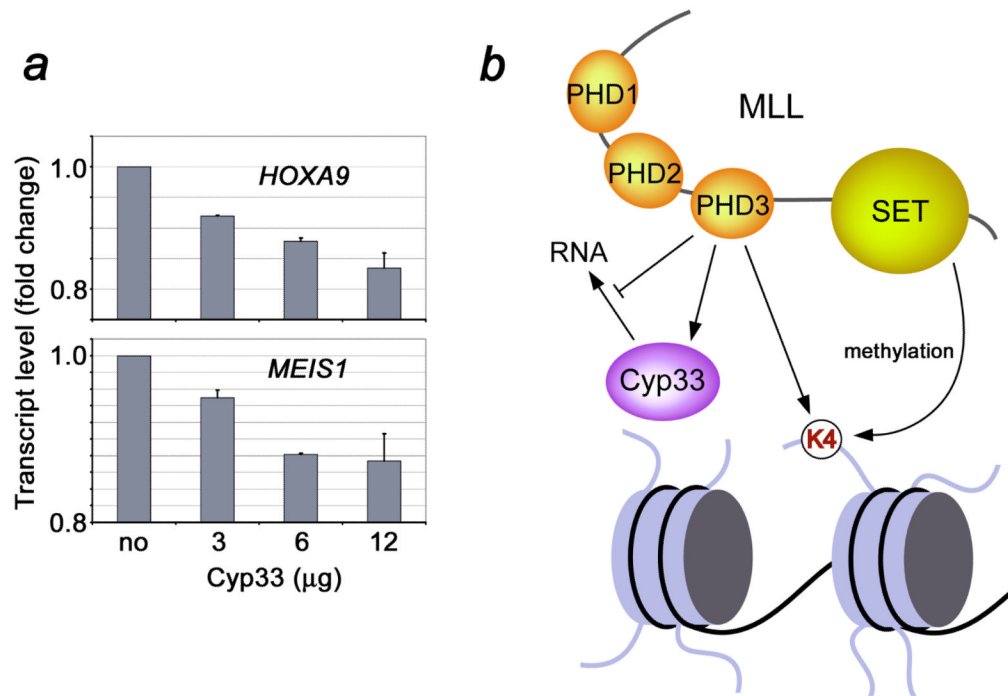 a
Transcript level (fold change)
HOXA9
1.0
0.8
MEIS1
1.0
0.8
no 3 6 12
Cyp33 (μg)
b
PHD1
MLL
PHD2
PHD3
SET
RNA
methylation
Cyp33
K4